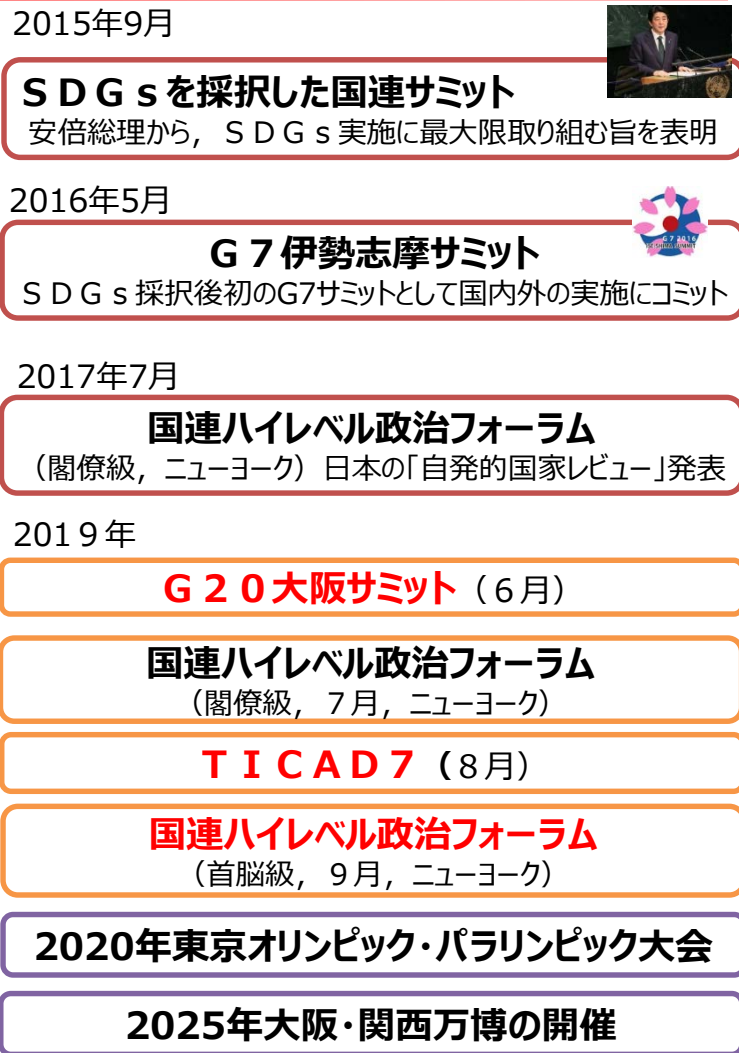 2015年9月
ＳＤＧｓを採択した国連サミット
安倍総理から，ＳＤＧｓ実施に最大限取り組む旨を表明
2016年5月
G 7 2016
ISE-SHIMA SUMMIT
Ｇ７伊勢志摩サミット
ＳＤＧｓ採択後初のG7サミットとして国内外の実施にコミット
2017年7月
国連ハイレベル政治フォーラム
（閣僚級，ニューヨーク）日本の「自発的国家レビュー」発表
201９年
Ｇ２０大阪サミット（６月）
国連ハイレベル政治フォーラム
（閣僚級，７月，ニューヨーク）
ＴＩＣＡＤ７（８月）
国連ハイレベル政治フォーラム
（首脳級，９月，ニューヨーク）
2020年東京オリンピック・パラリンピック大会
2025年大阪・関西万博の開催